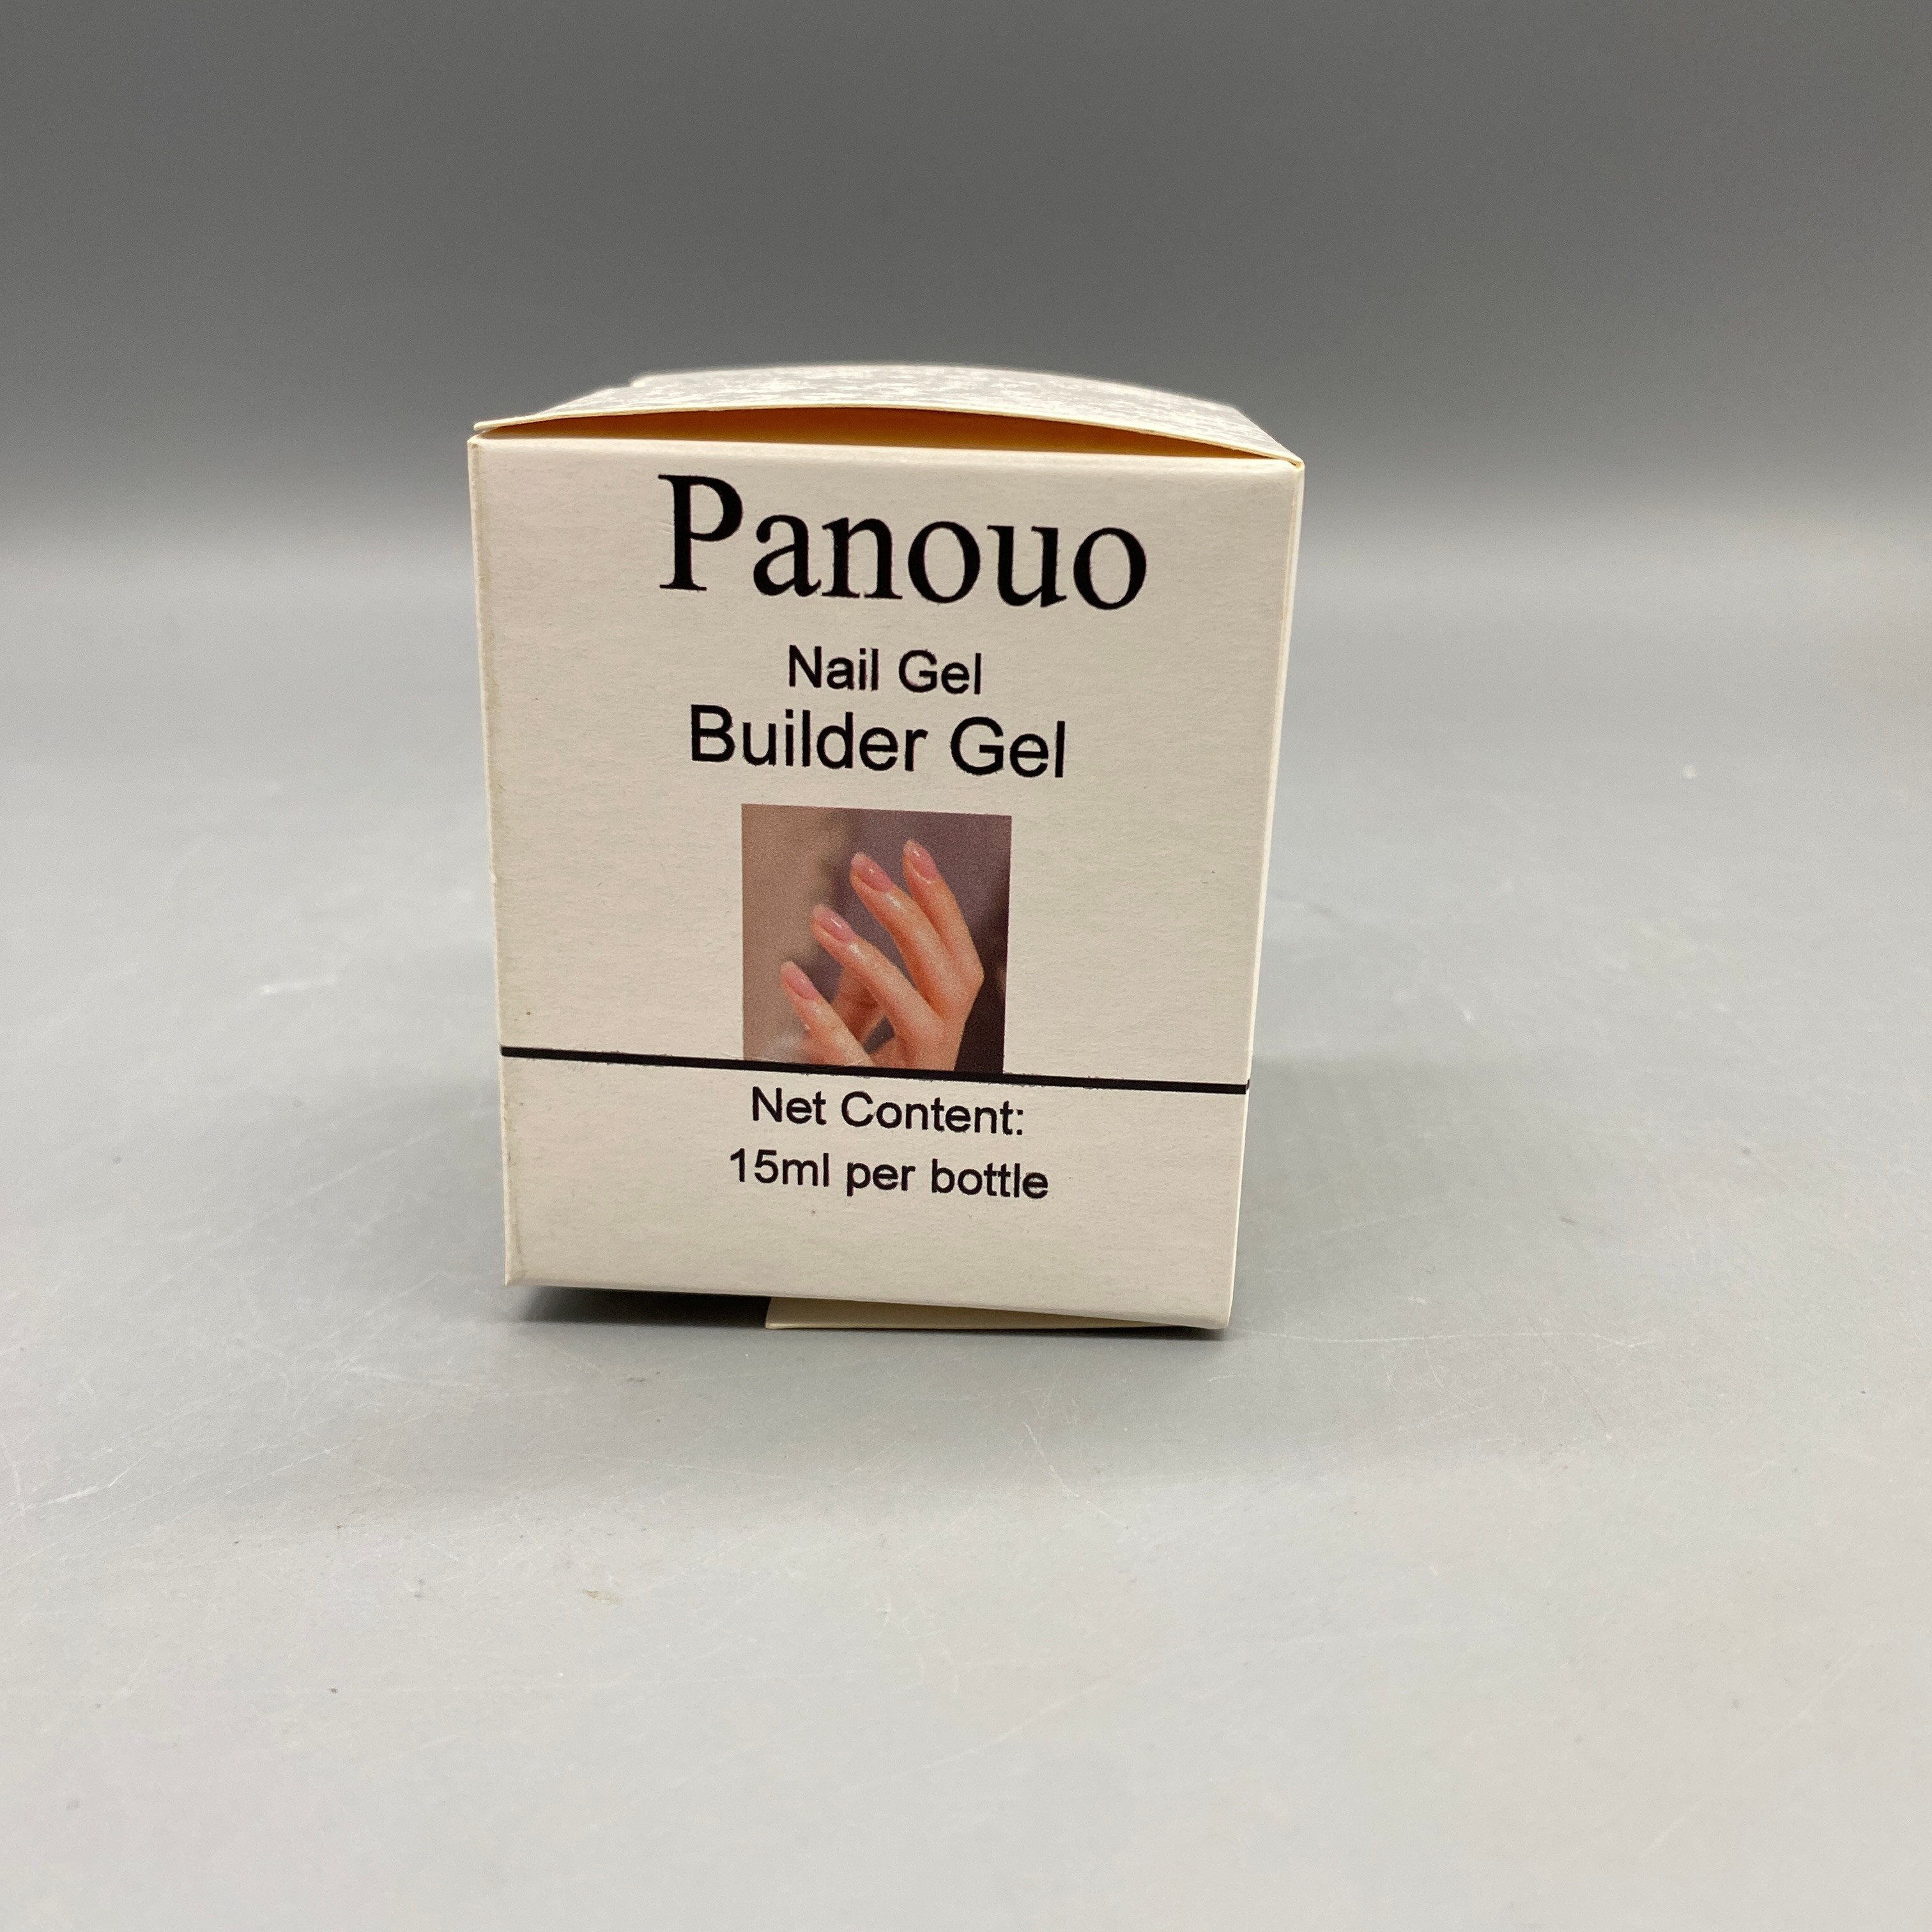 Panouo
Nail Gel
Builder Gel
Net Content:
15ml per bottle